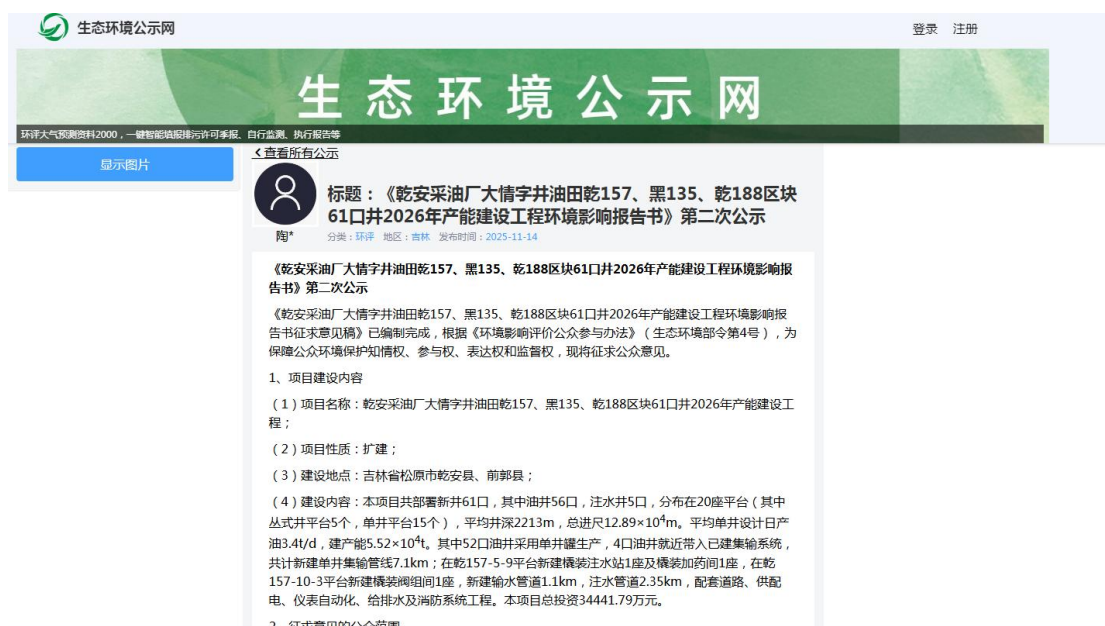 生态环境公示网
登录 注册
生态环境公示网
环评大气预测资料2000，一键智能填报排污许可季报、自行监测、执行报告等
显示图片
查看所有公示
标题：《乾安采油厂大情字井油田乾157、黑135、乾188区块
61口井2026年产能建设工程环境影响报告书》第二次公示
陶*
分类：环评 地区：吉林 发布时间：2025-11-14
《乾安采油厂大情字井油田乾157、黑135、乾188区块61口井2026年产能建设工程环境影响报
告书》第二次公示
《乾安采油厂大情字井油田乾157、黑135、乾188区块61口井2026年产能建设工程环境影响报
告书征求意见稿》已编制完成，根据《环境影响评价公众参与办法》（生态环境部令第4号），为
保障公众环境保护知情权、参与权、表达权和监督权，现将征求公众意见。
1、项目建设内容
（1）项目名称：乾安采油厂大情字井油田乾157、黑135、乾188区块61口井2026年产能建设工
程；
（2）项目性质：扩建；
（3）建设地点：吉林省松原市乾安县、前郭县；
（4）建设内容：本项目共部署新井61口，其中油井56口，注水井5口，分布在20座平台（其中
丛式井平台5个，单井平台15个），平均井深2213m，总进尺12.89×10⁴m。平均单井设计日产
油3.4t/d，建产能5.52×10⁴t。其中52口油井采用单井罐生产，4口油井就近带入已建集输系统，
共计新建单井集输管线7.1km；在乾157-5-9平台新建橇装注水站1座及橇装加药间1座，在乾
157-10-3平台新建橇装阀组间1座，新建输水管道1.1km，注水管道2.35km，配套道路、供配
电、仪表自动化、给排水及消防系统工程。本项目总投资34441.79万元。
2、征求意见的公众范围